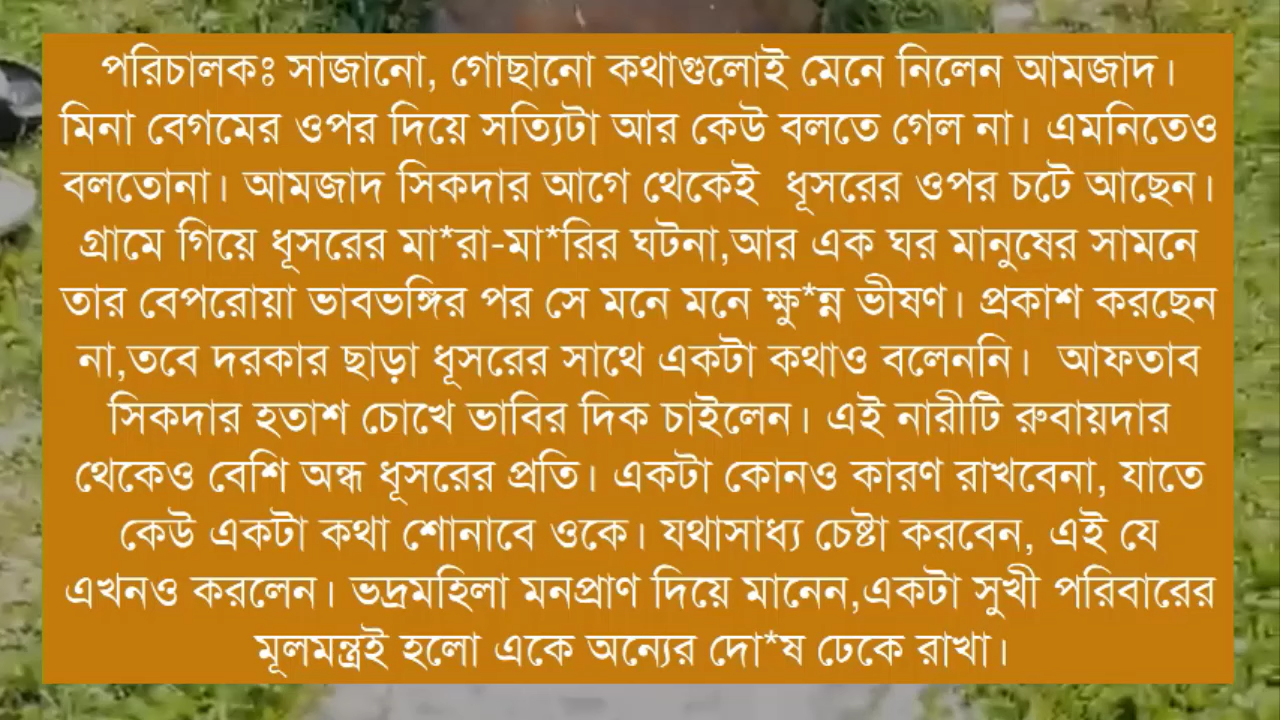 পরিচালকঃ সাজানো, গোছানো কথাগুলোই মেনে নিলেন আমজাদ।
মিনা বেগমের ওপর দিয়ে সত্যিটা আর কেউ বলতে গেল না। এমনিতেও
বলতোনা। আমজাদ সিকদার আগে থেকেই ধূসরের ওপর চটে আছেন।
গ্রামে গিয়ে ধূসরের মা*রা-মা*রির ঘটনা,আর এক ঘর মানুষের সামনে
তার বেপরোয়া ভাবভঙ্গির পর সে মনে মনে ক্ষু*ন্ন ভীষণ। প্রকাশ করছেন
না,তবে দরকার ছাড়া ধূসরের সাথে একটা কথাও বলেননি। আফতাব
সিকদার হতাশ চোখে ভাবির দিক চাইলেন। এই নারীটি রুবায়দার
থেকেও বেশি অন্ধ ধূসরের প্রতি। একটা কোনও কারণ রাখবেনা, যাতে
কেউ একটা কথা শোনাবে ওকে। যথাসাধ্য চেষ্টা করবেন, এই যে
এখনও করলেন। ভদ্রমহিলা মনপ্রাণ দিয়ে মানেন,একটা সুখী পরিবারের
মূলমন্ত্রই হলো একে অন্যের দো*ষ ঢেকে রাখা।